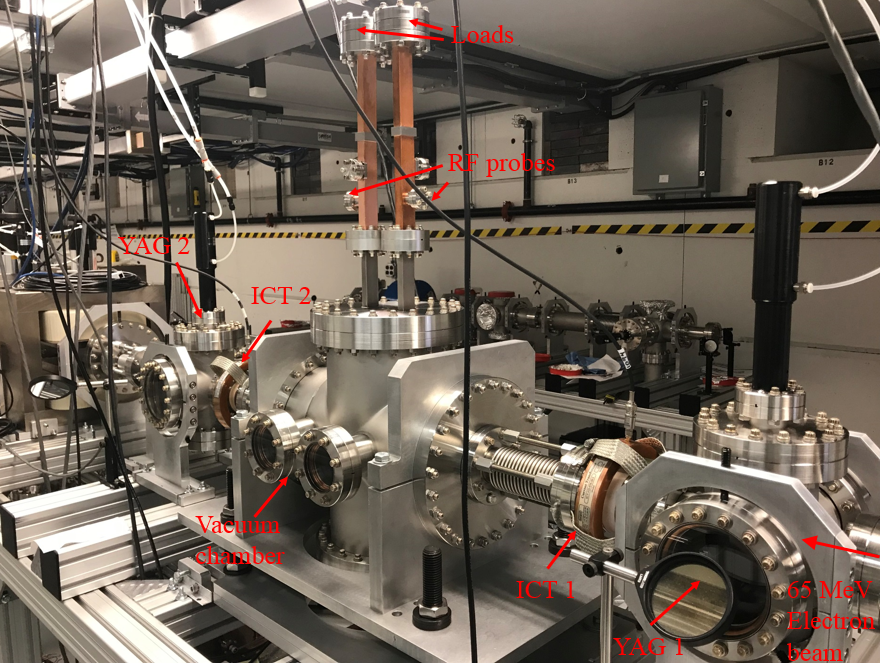 Loads
B12
RF probes
B13
YAG 2
ICT 2
Vacuum
chamber
ICT 1
65 MeV
Electron
beam
YAG 1